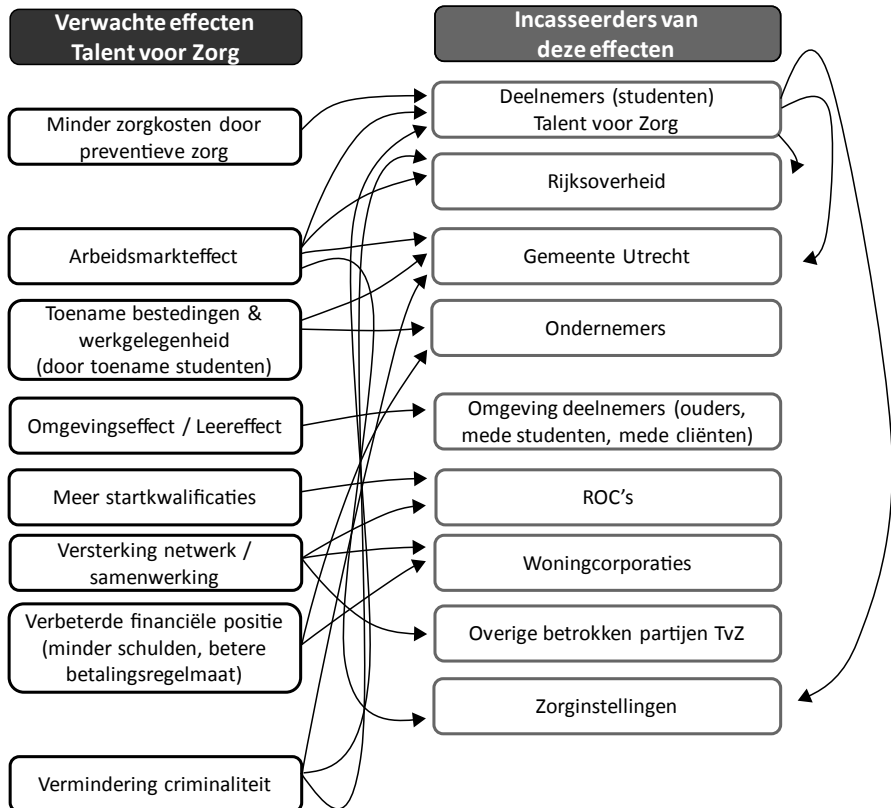 Verwachte effecten
Talent voor Zorg
Minder zorgkosten door
preventieve zorg
Arbeidsmarkteffect
Toename bestedingen &
werkgelegenheid
(door toename studenten)
Omgevingseffect / Leereffect
Meer startkwalificaties
Versterking netwerk /
samenwerking
Verbeterde financiële positie
(minder schulden, betere
betalingsregelmaat)
Vermindering criminaliteit
Incasseerders van
deze effecten
Deelnemers (studenten)
Talent voor Zorg
Rijksoverheid
Gemeente Utrecht
Ondernemers
Omgeving deelnemers (ouders,
mede studenten, mede cliënten)
ROC's
Woningcorporaties
Overige betrokken partijen TvZ
Zorginstellingen